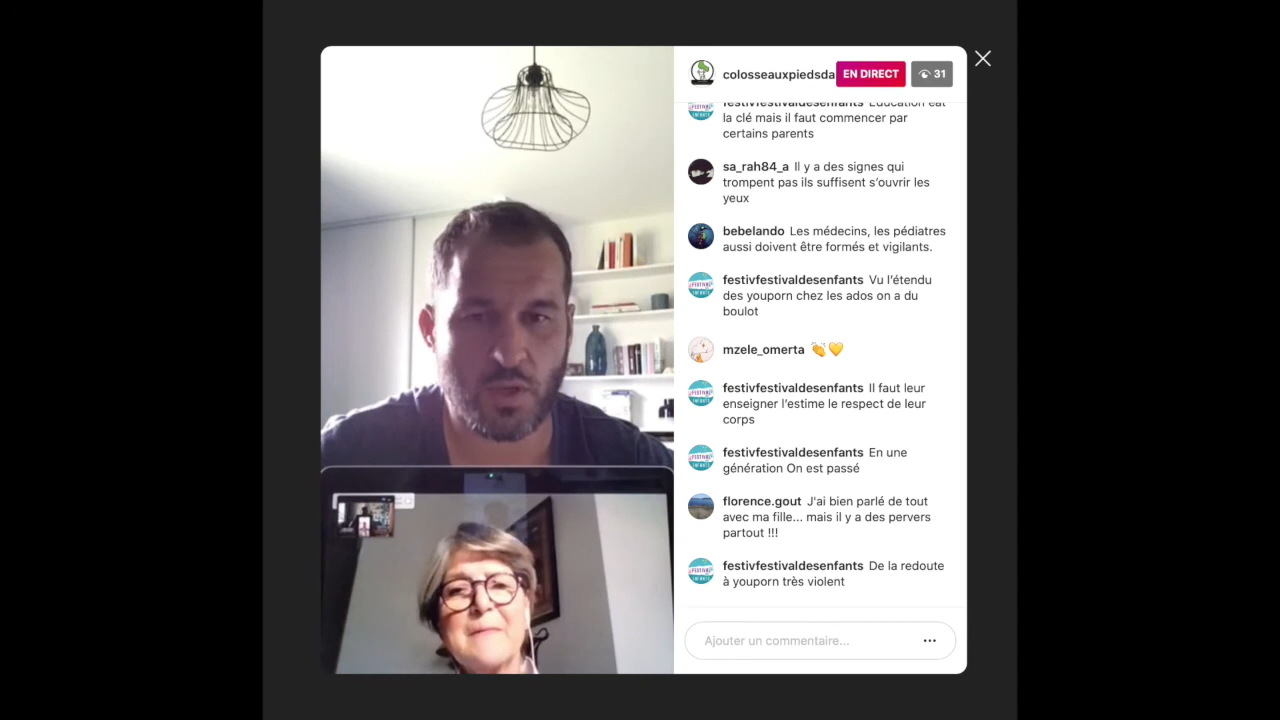 colosseauxpiedsda
EN DIRECT
31
festivfestivaldesenfants Education eat
la clé mais il faut commencer par
certains parents
sa_rah84_a Il y a des signes qui
trompent pas ils suffisent s’ouvrir les
yeux
bebelando Les médecins, les pédiatres
aussi doivent être formés et vigilants.
festivfestivaldesenfants Vu l’étendu
des youporn chez les ados on a du
boulot
mzele_omerta 👏💛
festivfestivaldesenfants Il faut leur
enseigner l’estime le respect de leur
corps
festivfestivaldesenfants En une
génération On est passé
florence.gout J'ai bien parlé de tout
avec ma fille... mais il y a des pervers
partout !!!
festivfestivaldesenfants De la redoute
à youporn très violent
Ajouter un commentaire...